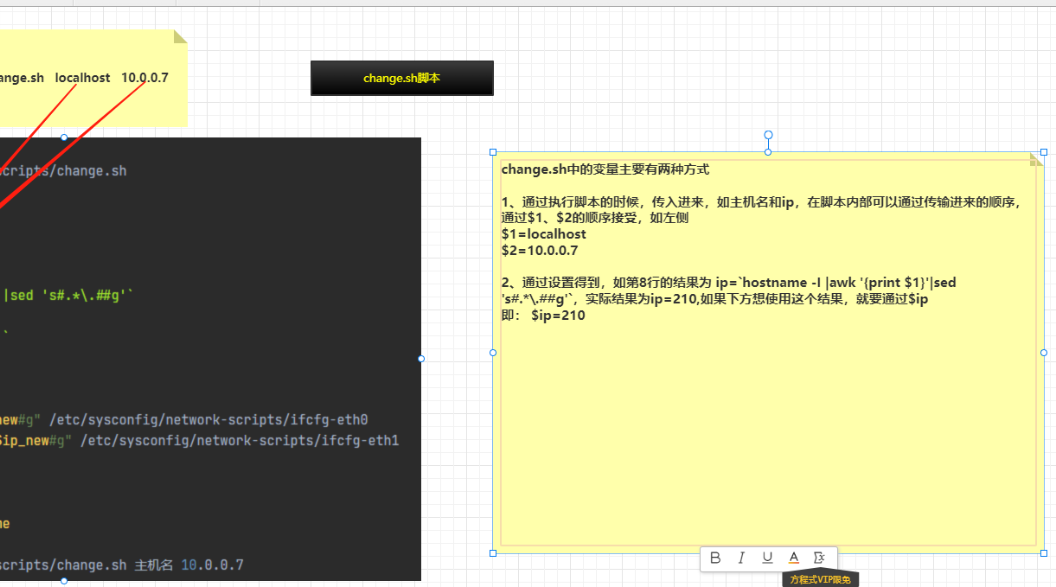 ange.sh localhost 10.0.0.7
change.sh脚本
cripts/change.sh
|sed 's#.*\.##g'`
`
new#g" /etc/sysconfig/network-scripts/ifcfg-eth0
$ip_new#g" /etc/sysconfig/network-scripts/ifcfg-eth1
me
scripts/change.sh 主机名 10.0.0.7
change.sh中的变量主要有两种方式
1、通过执行脚本的时候，传入进来，如主机名和ip，在脚本内部可以通过传输进来的顺序，
通过$1、$2的顺序接受，如左侧
$1=localhost
$2=10.0.0.7
2、通过设置得到，如第8行的结果为 ip=`hostname -I |awk '{print $1}'|sed
's#.*\.##g'`，实际结果为ip=210,如果下方想使用这个结果，就要通过$ip
即： $ip=210
B I U A
方程式VIP限免